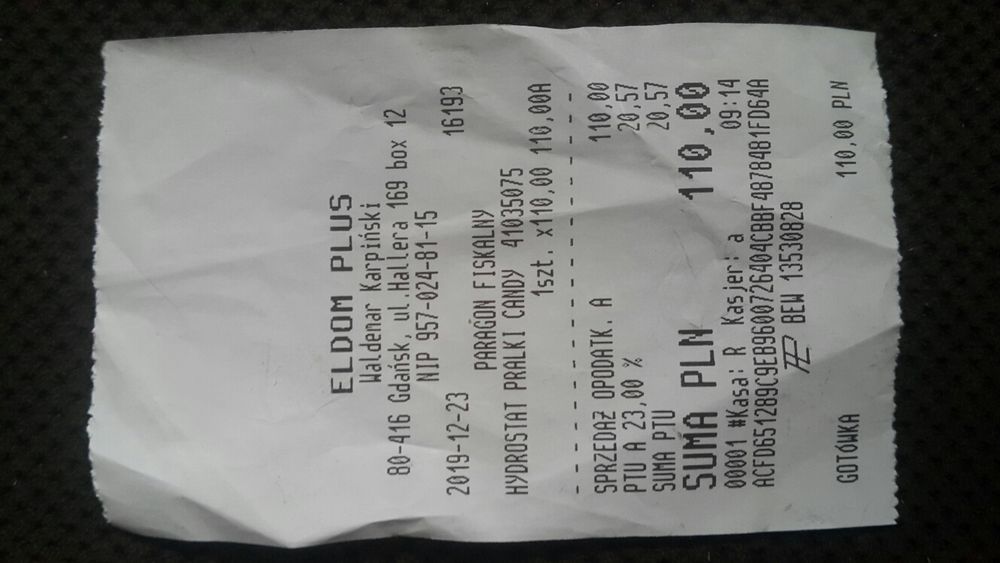 ELDOM PLUS
Waldenar Karpiński
80-416 Gdańsk, ul.Hallera 169 box 12
NIP 957-024-81-15
2019-12-23 16193
PARAGON FISKALNY
HYDROSTAT PRALKI CANDY 41035075
1szt. x110,00 110,00A
SPRZEDAŻ OPODATK. A 110,00
PTU A 23,00 % 20,57
SUMA PTU 20,57
SUMA PLN 110,00
00001 #Kasa: R Kasjer: a 09:14
ACFD651289C9EB9600726404CBBF4878481FD64A
BEW 13530828
GOTÓWKA 110,00 PLN